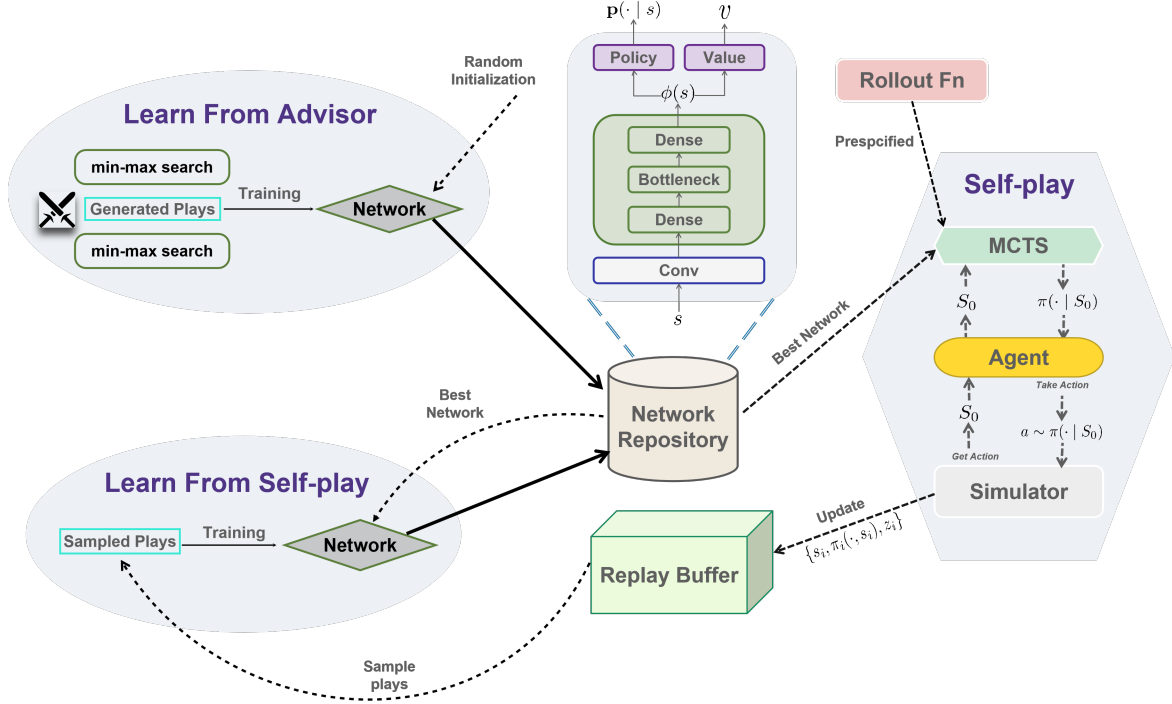 Learn From Advisor
min-max search
Generated Plays
min-max search
Training
Network
Random
Initialization
p(· | s)
v
Policy
Value
ϕ(s)
Dense
Bottleneck
Dense
Conv
s
Rollout Fn
Prespcified
Self-play
MCTS
S₀
π(· | S₀)
Agent
Take Action
S₀
a ∼ π(· | S₀)
Get Action
Simulator
Best Network
Network
Repository
Best
Network
Learn From Self-play
Sampled Plays
Training
Network
Update
{sᵢ, πᵢ(·, sᵢ), zᵢ}
Replay Buffer
Sample
plays